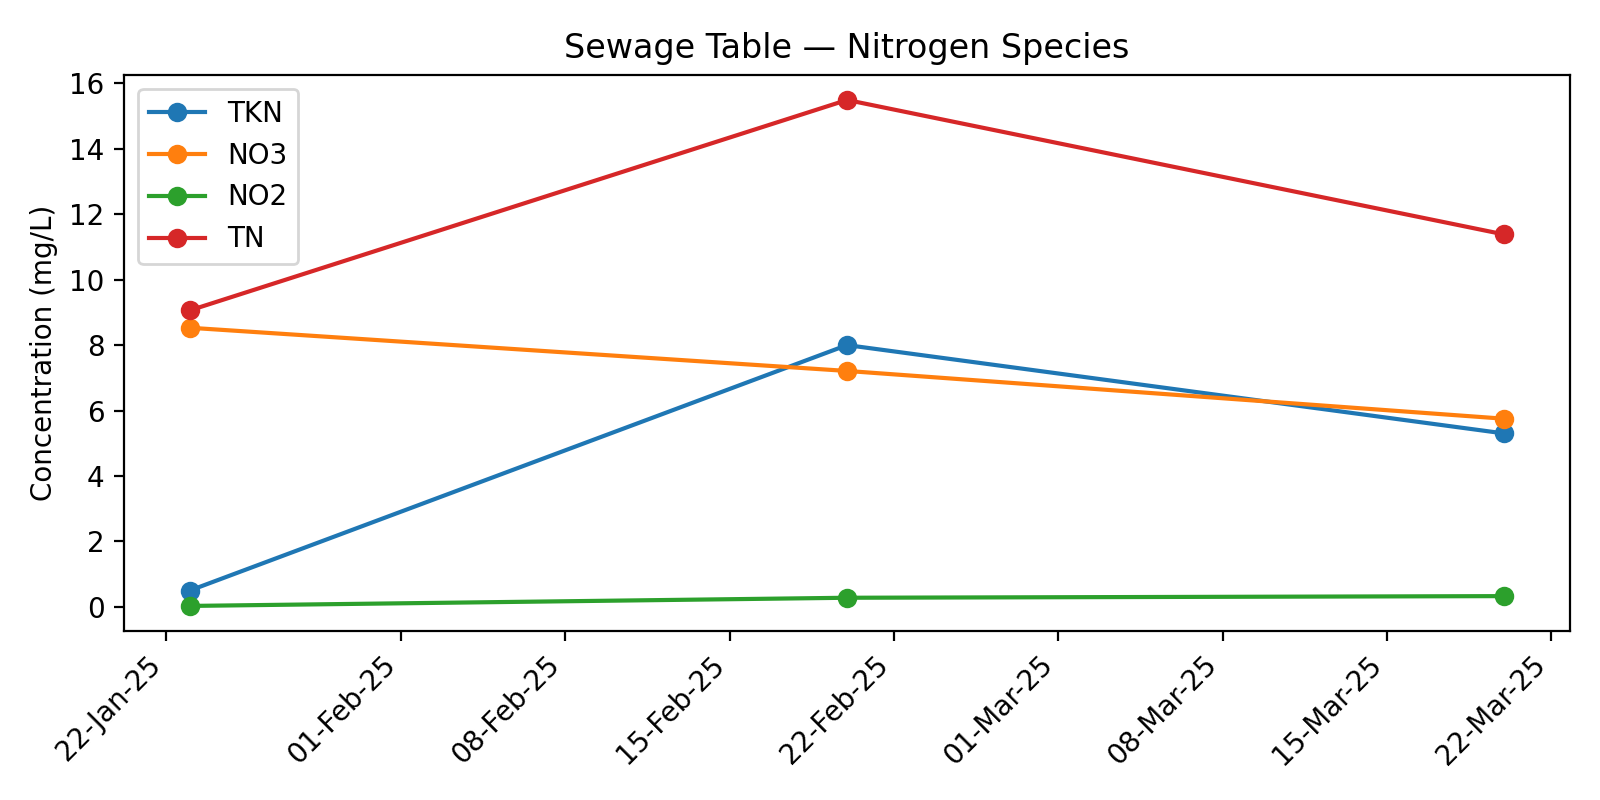 Sewage Table — Nitrogen Species
Concentration (mg/L)
16
14
12
10
8
6
4
2
0
TKN
NO3
NO2
TN
22-Jan-25
01-Feb-25
08-Feb-25
15-Feb-25
22-Feb-25
01-Mar-25
08-Mar-25
15-Mar-25
22-Mar-25